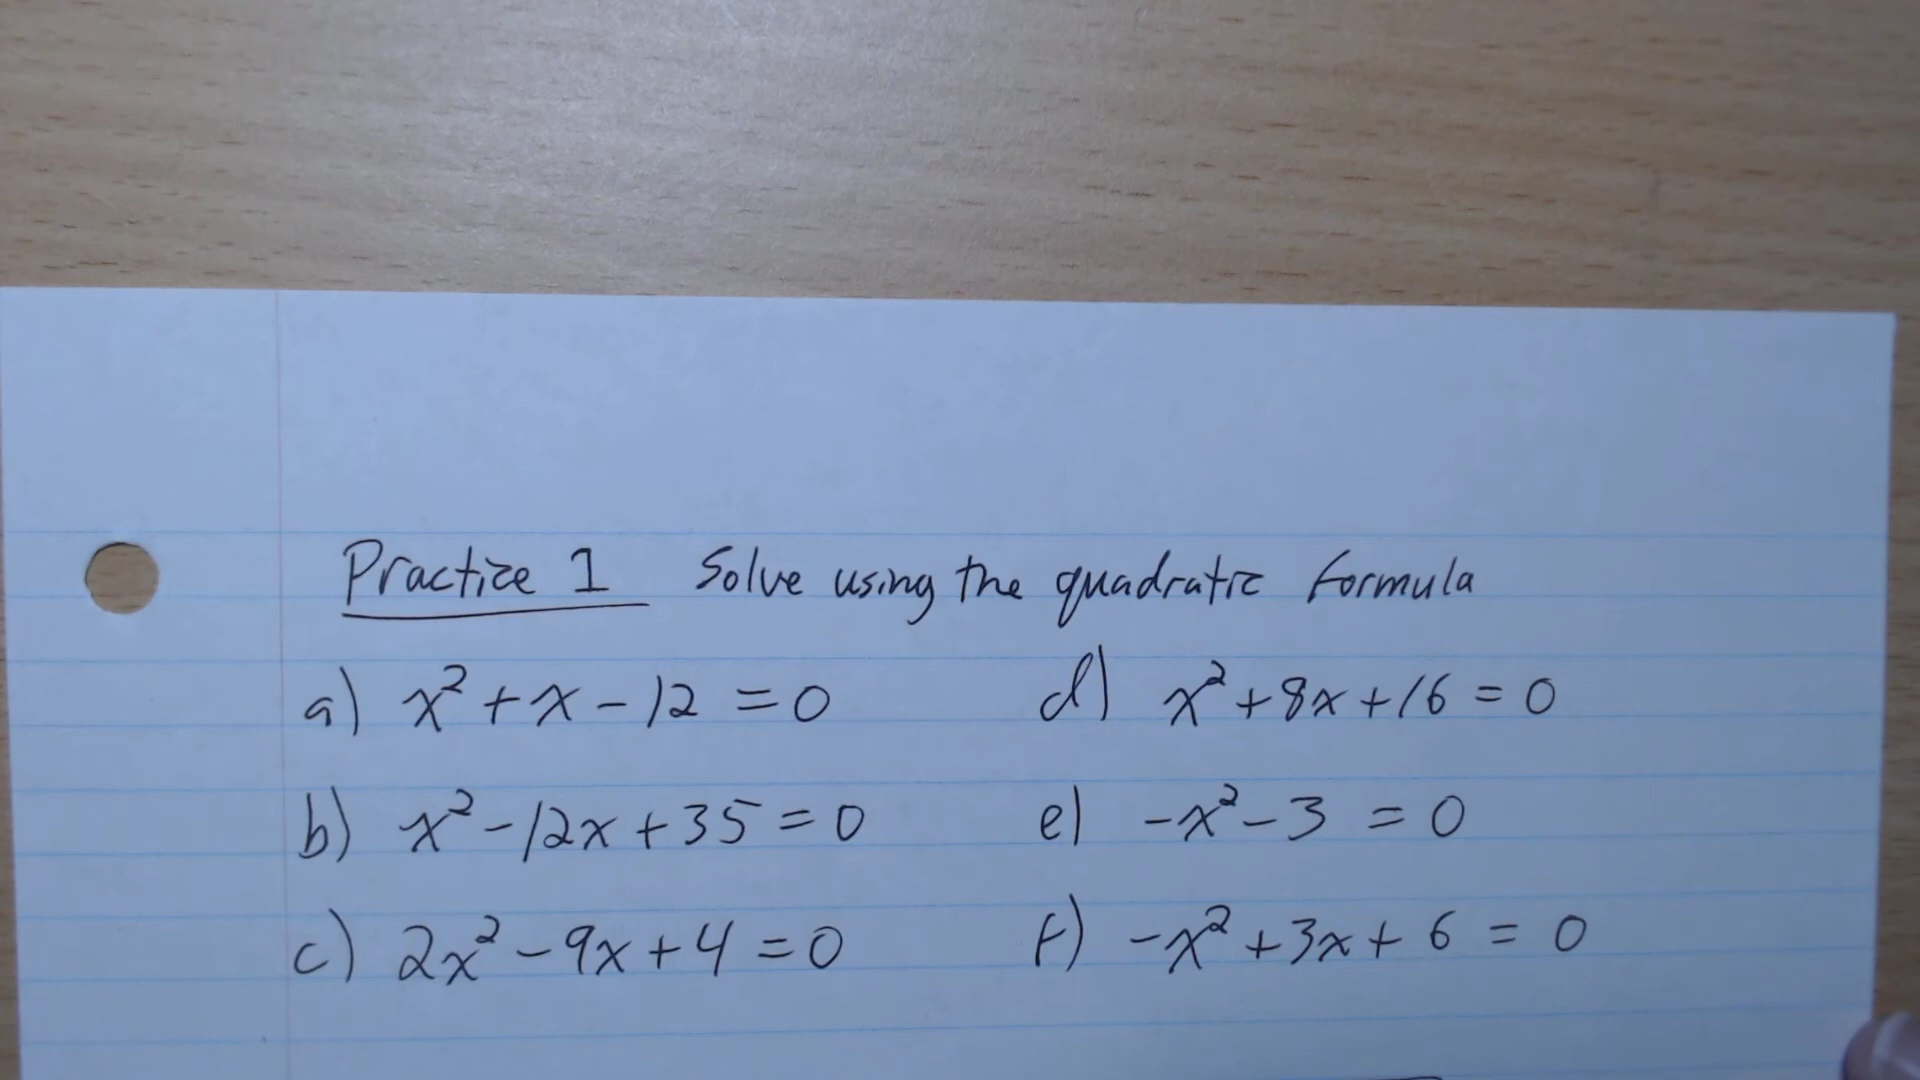 Practice 1 Solve using the quadratic formula
a) x² + x - 12 = 0
b) x² - 12x + 35 = 0
c) 2x² - 9x + 4 = 0
d) x² + 8x + 16 = 0
e) -x² - 3 = 0
f) -x² + 3x + 6 = 0